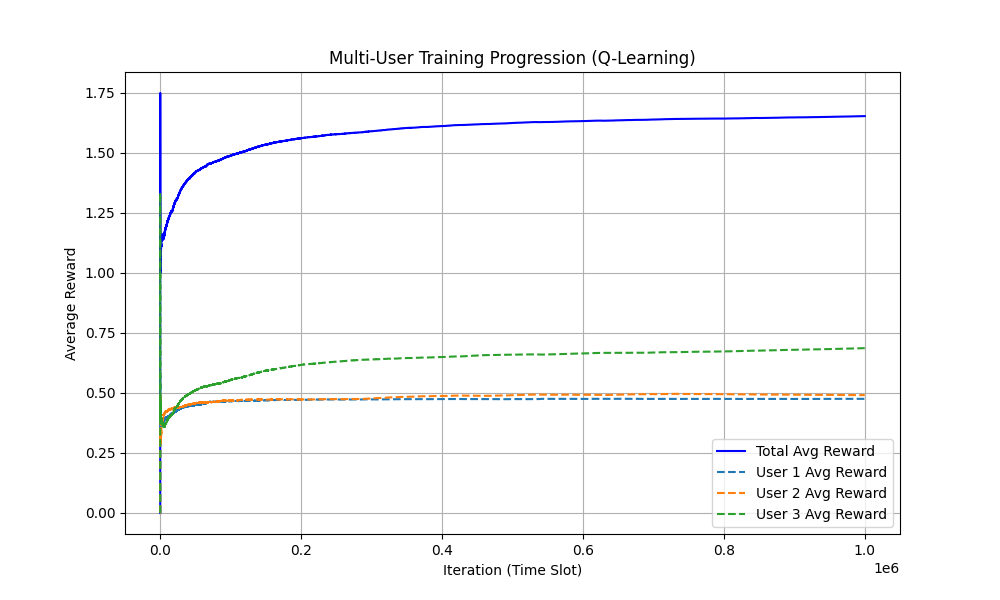 Multi-User Training Progression (Q-Learning)
Average Reward
1.75
1.50
1.25
1.00
0.75
0.50
0.25
0.00
0.0 0.2 0.4 0.6 0.8 1.0
1e6
Iteration (Time Slot)
Total Avg Reward
User 1 Avg Reward
User 2 Avg Reward
User 3 Avg Reward